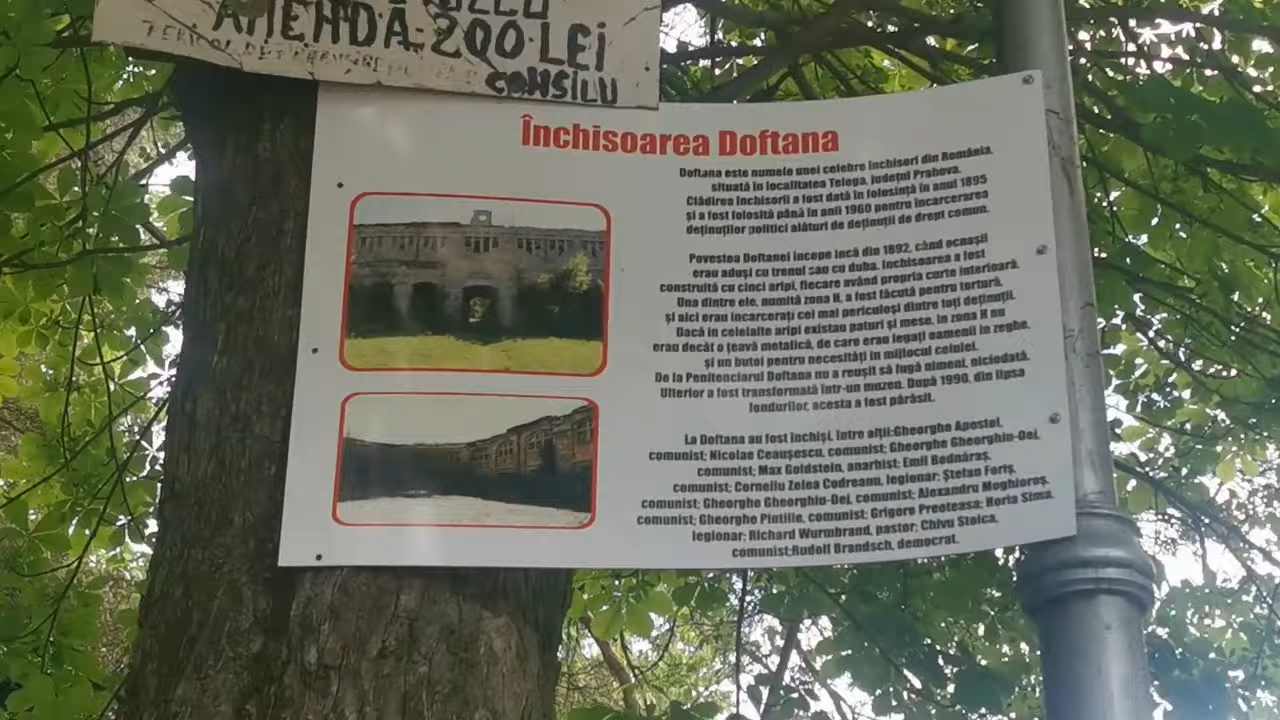 AMENDĂ 200 LEI
CONSILU
Închisoarea Doftana
Doftana este numele unei celebre închisori din România,
situată în localitatea Telega, județul Prahova.
Clădirea închisorii a fost dată în folosință în anul 1895
și a fost folosită până în anii 1960 pentru încarcerarea
deținuților politici alături de deținuții de drept comun.
Povestea Doftanei începe încă din 1892, când ocnașii
erau aduși cu trenul sau cu duba. Închisoarea a fost
construită cu cinci aripi, fiecare având propria curte interioară.
Una dintre ele, numită zona H, a fost făcută pentru tortură,
și aici erau încarcerați cei mai periculoși dintre toți deținuții.
Dacă în celelalte aripi existau paturi și mese, în zona H nu
erau decât o țeavă metalică, de care erau legați oamenii în zeghe,
și un butoi pentru necesități în mijlocul celulei.
De la Penitenciarul Doftana nu a reușit să fugă nimeni, niciodată.
Ulterior a fost transformată într-un muzeu. După 1990, din lipsa
fondurilor, acesta a fost părăsit.
La Doftana au fost închiși, între alții:Gheorghe Apostol,
comunist; Nicolae Ceaușescu, comunist; Gheorghe Gheorghiu-Dei,
comunist; Max Goldstein, anarhist; Emil Bednăraș,
comunist; Corneliu Zelea Codreanu, legionar; Ștefan Foriș,
comunist; Gheorghe Gheorghiu-Dei, comunist; Alexandru Moghioroș,
comunist; Gheorghe Pintilie, comunist; Grigore Preoteasa; Horia Sima,
legionar; Richard Wurmbrand, pastor; Chivu Stoica,
comunist;Rudolf Brandsch, democrat.